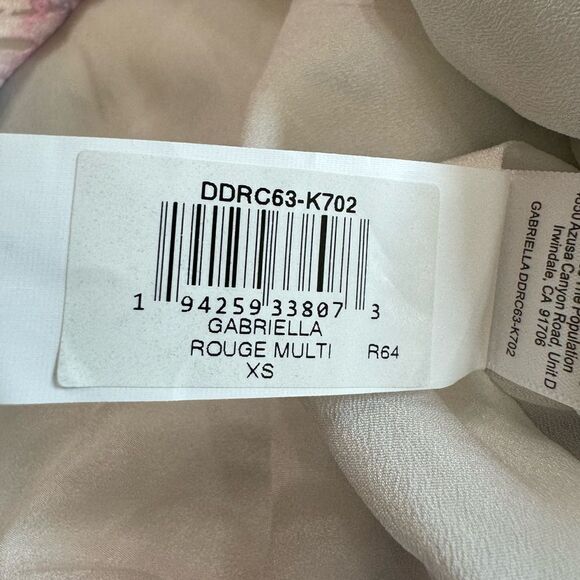 DDRC63-K702
1 94259 33807 3
GABRIELLA
ROUGE MULTI R64
XS
Population
Azusa Canyon Road, Unit D
Irwindale, CA 91706
GABRIELLA DDRC63-K702